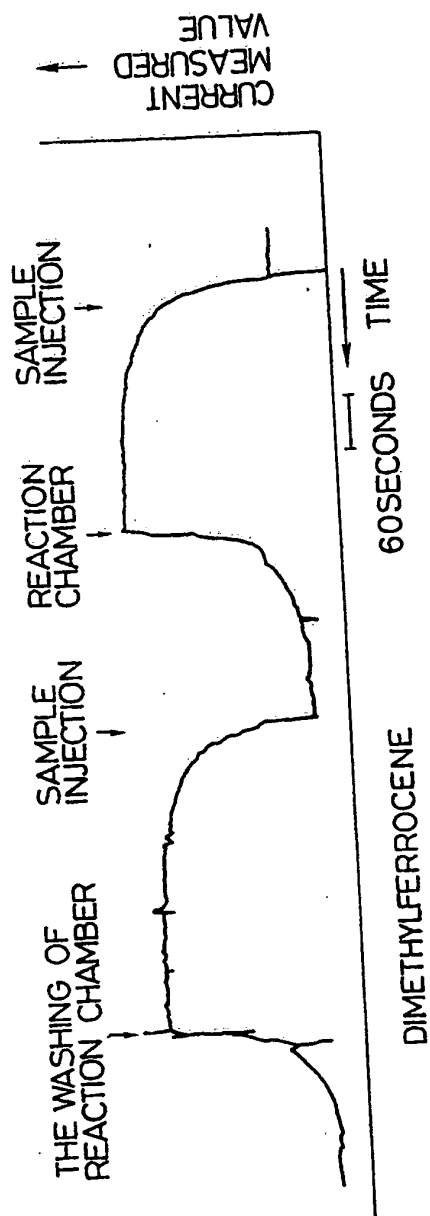 THE WASHING OF
REACTION CHAMBER
SAMPLE
INJECTION
REACTION
CHAMBER
SAMPLE
INJECTION
CURRENT
MEASURED
VALUE
60SECONDS
TIME
DIMETHYLFERROCENE